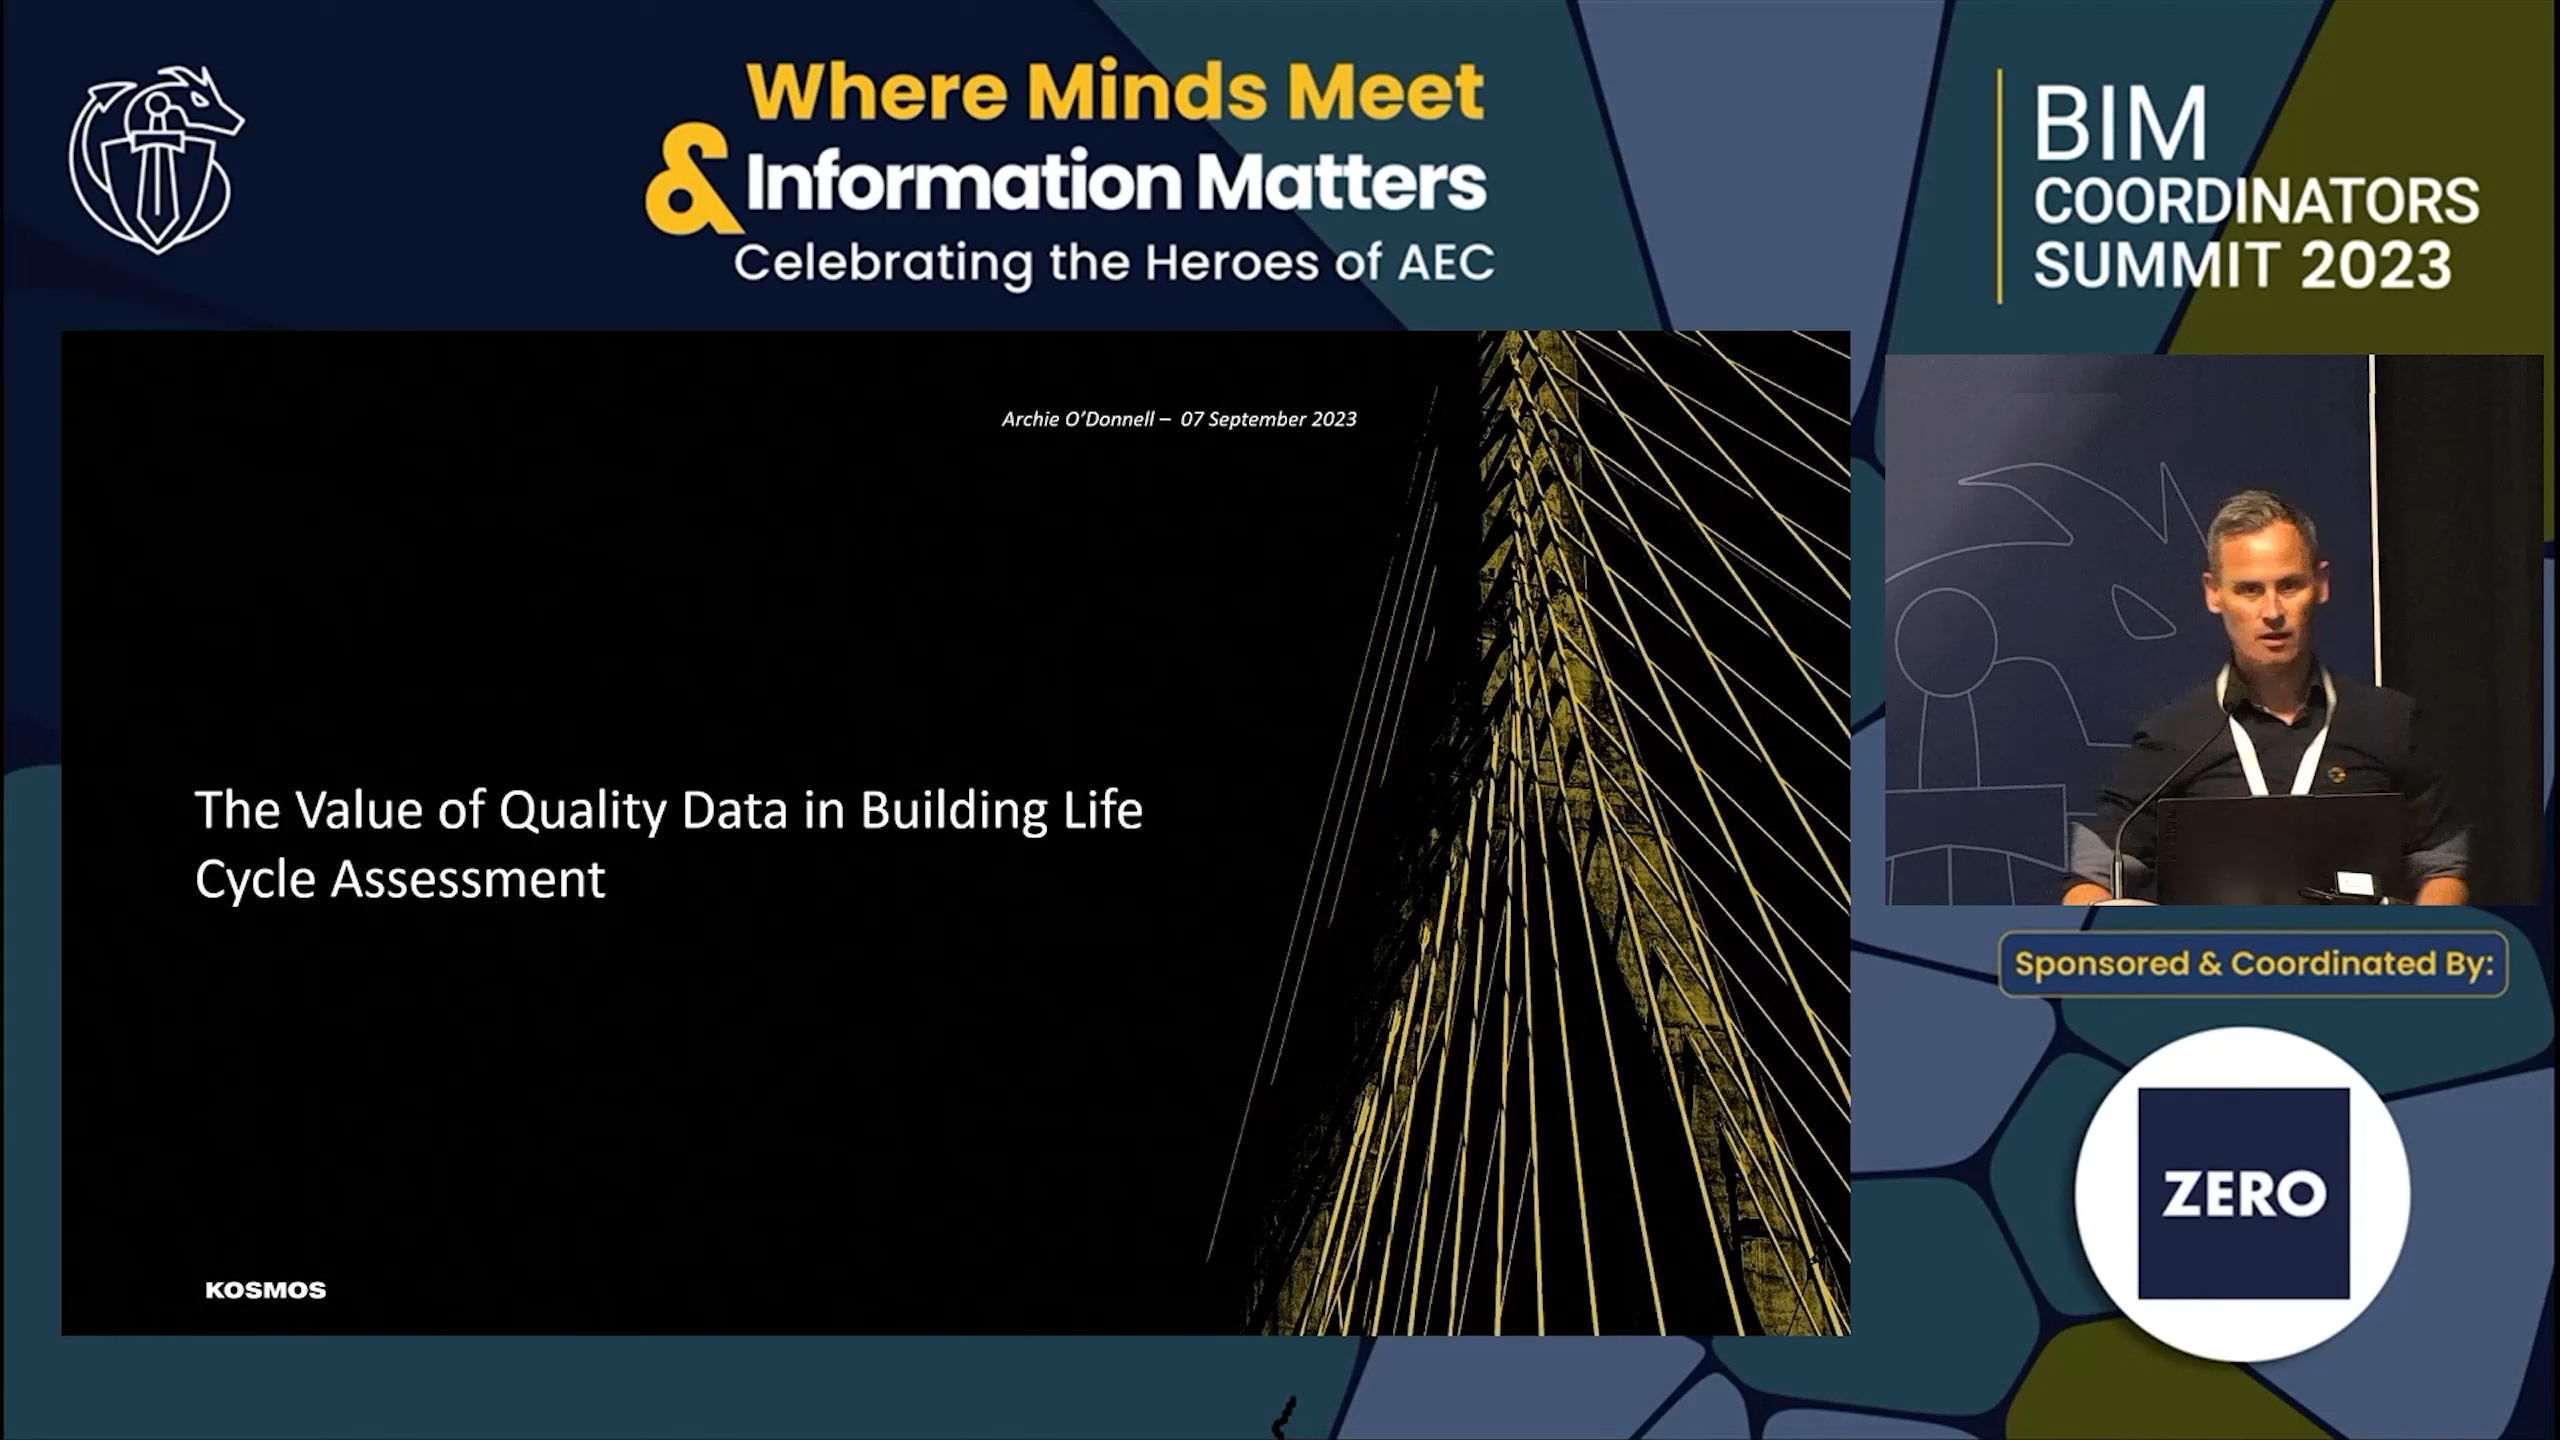 Where Minds Meet
& Information Matters
Celebrating the Heroes of AEC
BIM
COORDINATORS
SUMMIT 2023
Archie O'Donnell – 07 September 2023
The Value of Quality Data in Building Life
Cycle Assessment
KOSMOS
Sponsored & Coordinated By:
ZERO